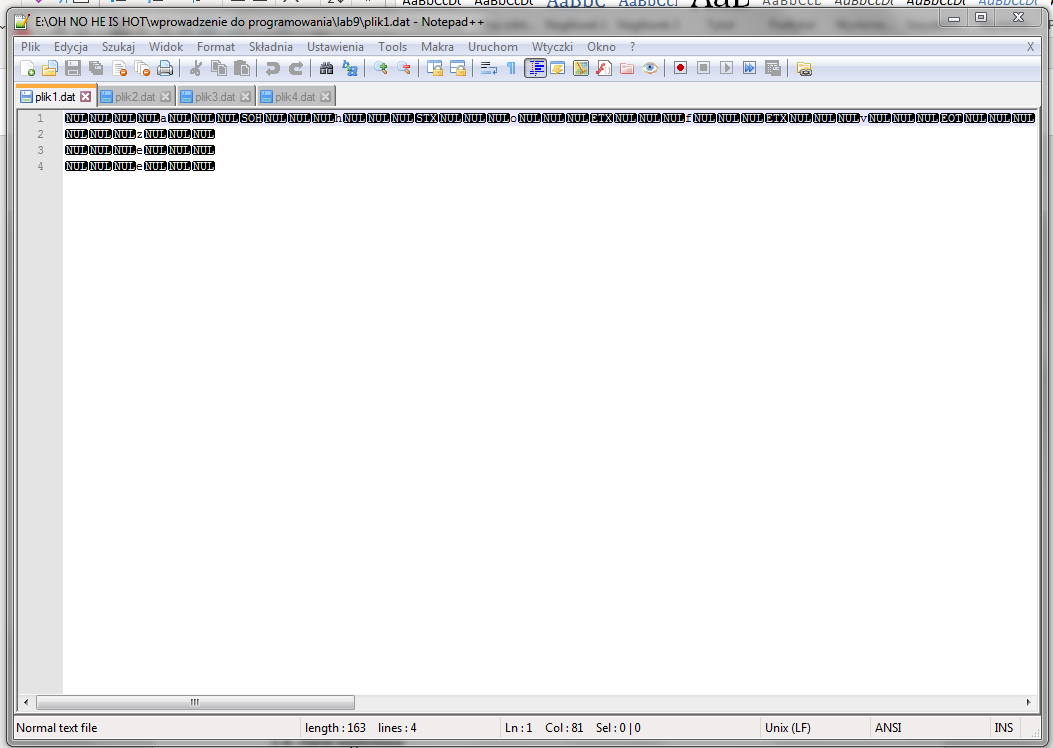 E:\OH NO HE IS HOT\wprowadzenie do programowania\lab9\plik1.dat - Notepad++
Plik Edycja Szukaj Widok Format Składnia Ustawienia Tools Makra Uruchom Wtyczki Okno ? X
plik1.dat plik2.dat plik3.dat plik4.dat
1 NULNULNULNULaNULNULNULSOHNULNULNULhNULNULNULSTXNULNULNULoNULNULNULETXNULNULNULfNULNULNULETXNULNULNULvNULNULNULEOTNULNULNUL
2 NULNULNULzNULNULNUL
3 NULNULNULeNULNULNUL
4 NULNULNULeNULNULNUL
Normal text file length : 163 lines : 4 Ln : 1 Col : 81 Sel : 0 | 0 Unix (LF) ANSI INS